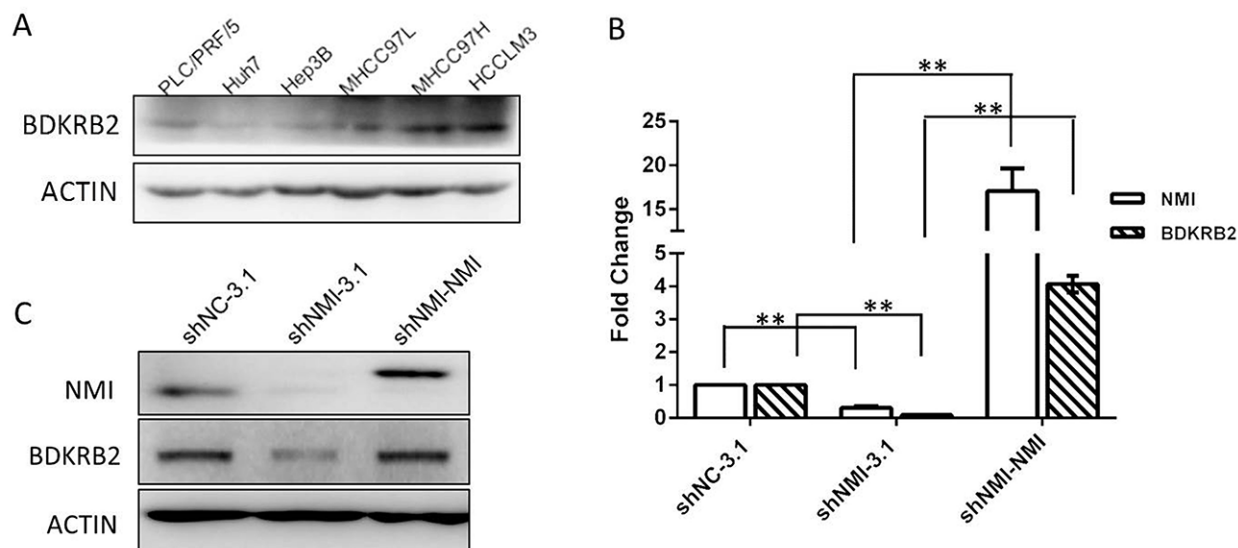 A
PLC/PRF/5
Huh7
Hep3B
MHCC97L
MHCC97H
HCCLM3
BDKRB2
ACTIN
B
**
**
**
**
25
20
15
5
4
3
2
1
0
Fold Change
NMI
BDKRB2
shNC-3.1
shNMI-3.1
shNMI-NMI
C
shNC-3.1
shNMI-3.1
shNMI-NMI
NMI
BDKRB2
ACTIN